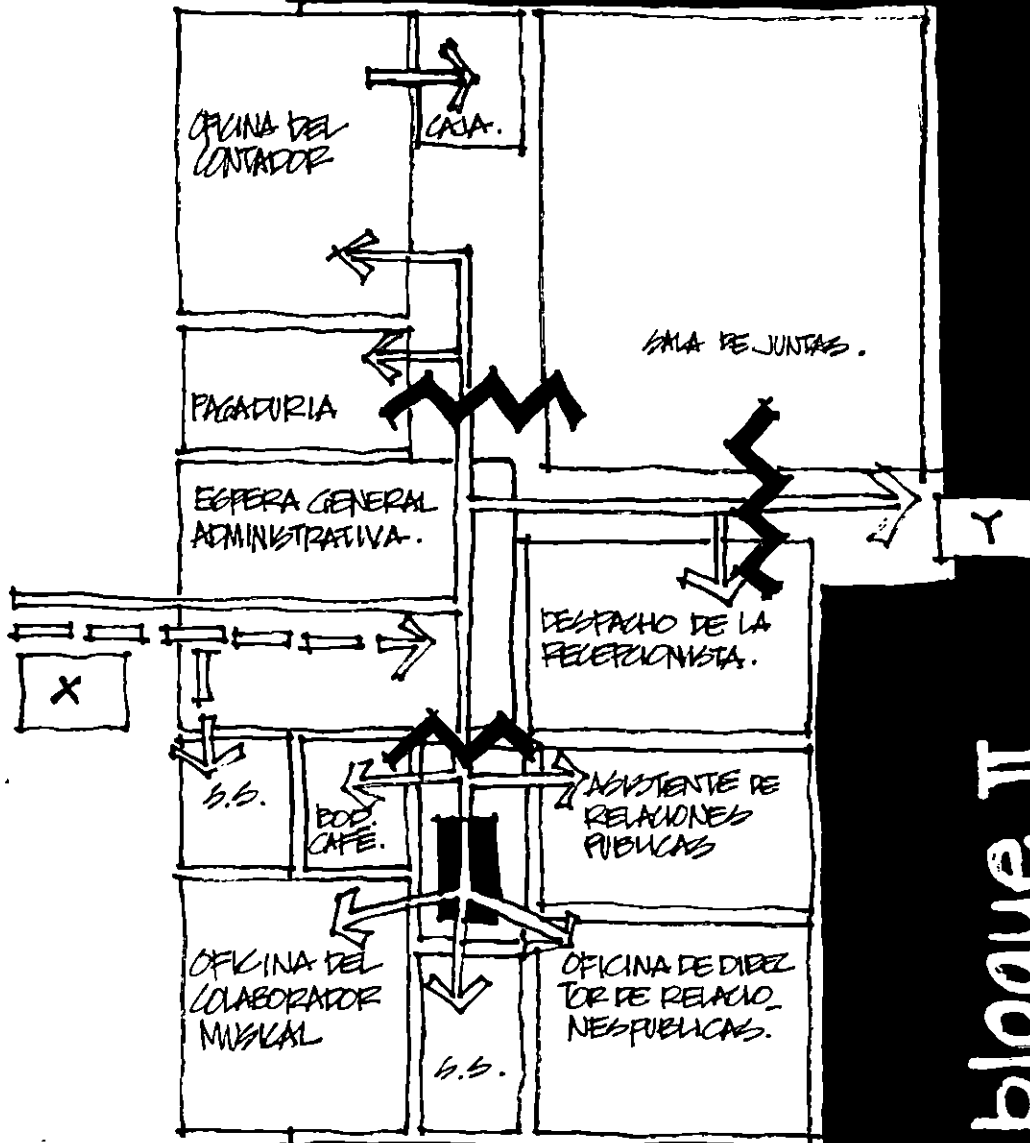 OFICINA DEL
CONTADOR
CAJA.
SALA DE JUNTAS.
PAGADURIA
ESPERA GENERAL
ADMINISTRATIVA.
Y
DESPACHO DE LA
RECEPCIONISTA.
X
S.S.
BOD.
CAFE.
ASISTENTE DE
RELACIONES
PUBLICAS
OFICINA DEL
COLABORADOR
MUSICAL
OFICINA DE DIREC
TOR DE RELACIO_
NES PUBLICAS.
S.S.
bloque II